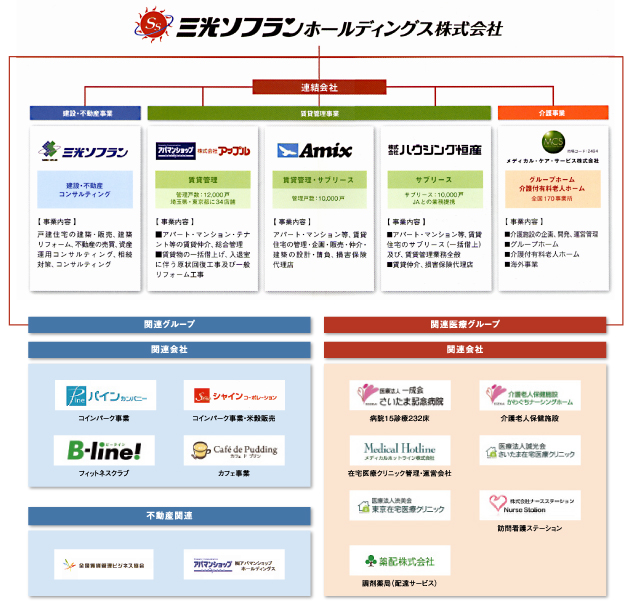 三光ソフランホールディングス株式会社
連結会社
建設・不動産事業
賃貸管理事業
介護事業
三光ソフラン
建設・不動産
コンサルティング
【事業内容】
戸建住宅の建築・販売、建築
リフォーム、不動産の売買、資産
運用コンサルティング、相続
対策、コンサルティング
アパマンショップ 株式会社アップル
賃貸管理
管理戸数:12,000戸
埼玉県・東京都に34店舗
【事業内容】
■アパート・マンション・テナ
ント等の賃貸仲介、総合管理
■賃貸物の一括借上げ、入退室
に伴う原状回復工事及び一般
リフォーム工事
Amix
賃貸管理・サブリース
管理戸数:10,000戸
【事業内容】
アパート・マンション等、賃貸
住宅の管理・企画・販売・仲介・
建築の設計・請負、損害保険
代理店
株式会社ハウジング恒産
サブリース
サブリース:10,000戸
JAとの業務提携
【事業内容】
■アパート・マンション等、賃貸
住宅のサブリース(一括借上)
及び、賃貸管理業務全般
■賃貸仲介、損害保険代理店
MCS
メディカル・ケア・サービス株式会社
グループホーム
介護付有料老人ホーム
全国170事業所
【事業内容】
■介護施設の企画、開発、運営管理
■グループホーム
■介護付有料老人ホーム
■海外事業
関連グループ
関連会社
Pine パインカンパニー
コインパーク事業
シャインコーポレーション
コインパーク事業・米穀販売
B-line!
フィットネスクラブ
Café de Pudding
カフェ ド プリン
カフェ事業
不動産関連
全国賃貸管理ビジネス協会
アパマンショップ 株式会社アパマンショップ
ホールディングス
関連医療グループ
関連会社
医療法人 一成会
さいたま記念病院
病院15診療232床
介護老人保健施設
かわぐちナーシングホーム
介護老人保健施設
Medical Hotline
メディカルホットライン株式会社
在宅医療クリニック管理・運営会社
医療法人誠光会
さいたま在宅医療クリニック
東京在宅医療クリニック
株式会社ナースステーション
Nurse Station
訪問看護ステーション
薬配株式会社
調剤薬局(配達サービス)